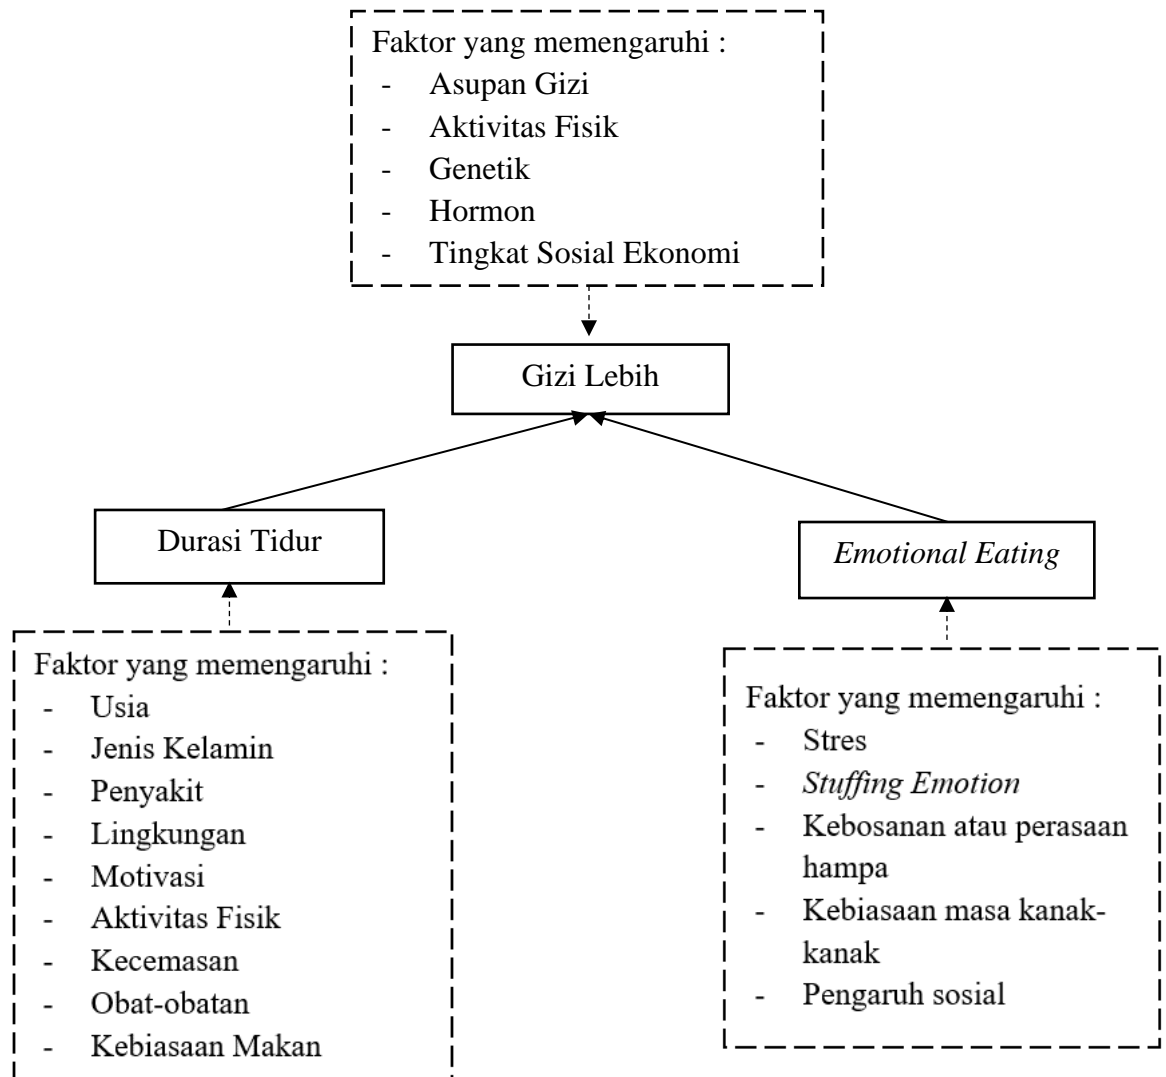 Faktor yang memengaruhi :
- Asupan Gizi
- Aktivitas Fisik
- Genetik
- Hormon
- Tingkat Sosial Ekonomi
Gizi Lebih
Durasi Tidur
Emotional Eating
Faktor yang memengaruhi :
- Usia
- Jenis Kelamin
- Penyakit
- Lingkungan
- Motivasi
- Aktivitas Fisik
- Kecemasan
- Obat-obatan
- Kebiasaan Makan
Faktor yang memengaruhi :
- Stres
- Stuffing Emotion
- Kebosanan atau perasaan
hampa
- Kebiasaan masa kanak-
kanak
- Pengaruh sosial